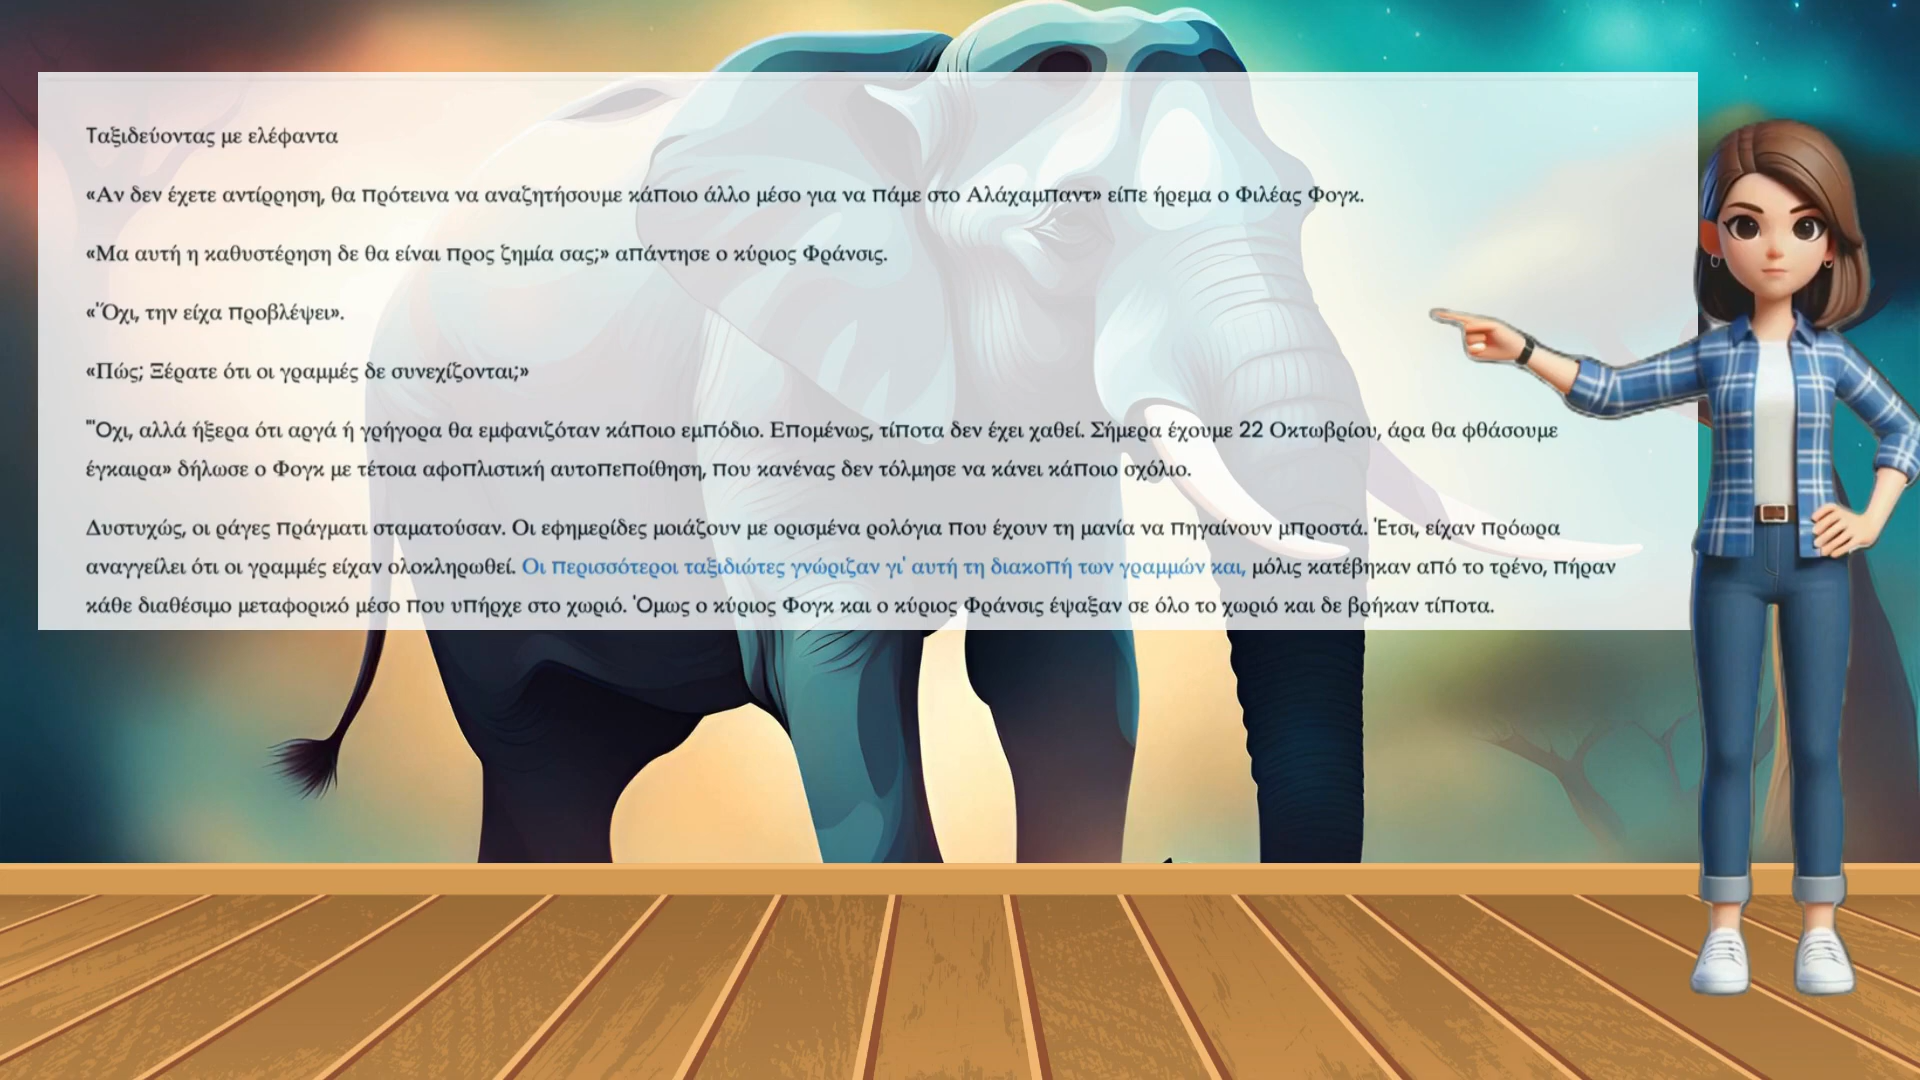 Ταξιδεύοντας με ελέφαντα
«Αν δεν έχετε αντίρρηση, θα πρότεινα να αναζητήσουμε κάποιο άλλο μέσο για να πάμε στο Αλάχαμπαντ» είπε ήρεμα ο Φιλέας Φογκ.
«Μα αυτή η καθυστέρηση δε θα είναι προς ζημία σας;» απάντησε ο κύριος Φράνσις.
«Ὄχι, την είχα προβλέψει».
«Πώς; Ξέρατε ότι οι γραμμές δε συνεχίζονται;»
"Όχι, αλλά ήξερα ότι αργά ή γρήγορα θα εμφανιζόταν κάποιο εμπόδιο. Επομένως, τίποτα δεν έχει χαθεί. Σήμερα έχουμε 22 Οκτωβρίου, άρα θα φθάσουμε
έγκαιρα» δήλωσε ο Φογκ με τέτοια αφοπλιστική αυτοπεποίθηση, που κανένας δεν τόλμησε να κάνει κάποιο σχόλιο.
Δυστυχώς, οι ράγες πράγματι σταματούσαν. Οι εφημερίδες μοιάζουν με ορισμένα ρολόγια που έχουν τη μανία να πηγαίνουν μπροστά. Έτσι, είχαν πρόωρα
αναγγείλει ότι οι γραμμές είχαν ολοκληρωθεί. Οι περισσότεροι ταξιδιώτες γνώριζαν γι' αυτή τη διακοπή των γραμμών και, μόλις κατέβηκαν από το τρένο, πήραν
κάθε διαθέσιμο μεταφορικό μέσο που υπήρχε στο χωριό. Όμως ο κύριος Φογκ και ο κύριος Φράνσις έψαξαν σε όλο το χωριό και δε βρήκαν τίποτα.